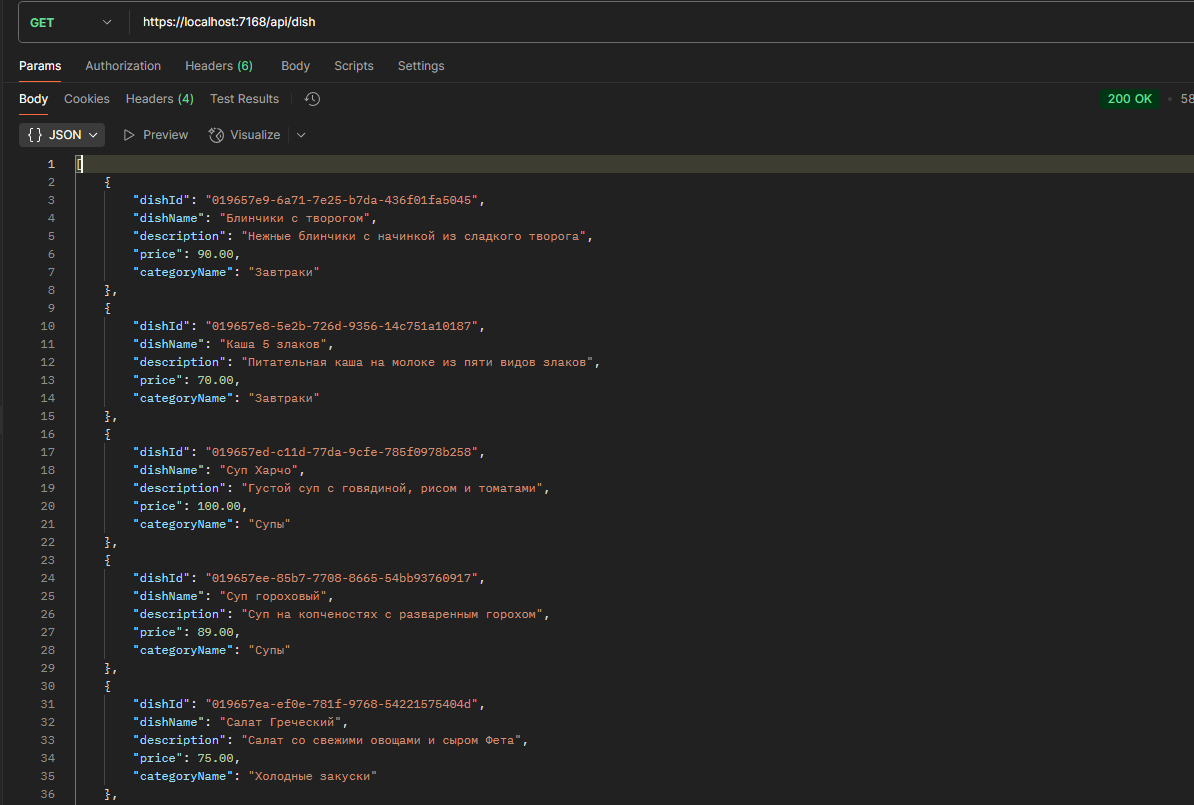 GET https://localhost:7168/api/dish
Params Authorization Headers (6) Body Scripts Settings
Body Cookies Headers (4) Test Results 200 OK • 58
{} JSON Preview Visualize
1 [
2 {
3 "dishId": "019657e9-6a71-7e25-b7da-436f01fa5045",
4 "dishName": "Блинчики с творогом",
5 "description": "Нежные блинчики с начинкой из сладкого творога",
6 "price": 90.00,
7 "categoryName": "Завтраки"
8 },
9 {
10 "dishId": "019657e8-5e2b-726d-9356-14c751a10187",
11 "dishName": "Каша 5 злаков",
12 "description": "Питательная каша на молоке из пяти видов злаков",
13 "price": 70.00,
14 "categoryName": "Завтраки"
15 },
16 {
17 "dishId": "019657ed-c11d-77da-9cfe-785f0978b258",
18 "dishName": "Суп Харчо",
19 "description": "Густой суп с говядиной, рисом и томатами",
20 "price": 100.00,
21 "categoryName": "Супы"
22 },
23 {
24 "dishId": "019657ee-85b7-7708-8665-54bb93760917",
25 "dishName": "Суп гороховый",
26 "description": "Суп на копченостях с разваренным горохом",
27 "price": 89.00,
28 "categoryName": "Супы"
29 },
30 {
31 "dishId": "019657ea-ef0e-781f-9768-54221575404d",
32 "dishName": "Салат Греческий",
33 "description": "Салат со свежими овощами и сыром Фета",
34 "price": 75.00,
35 "categoryName": "Холодные закуски"
36 },